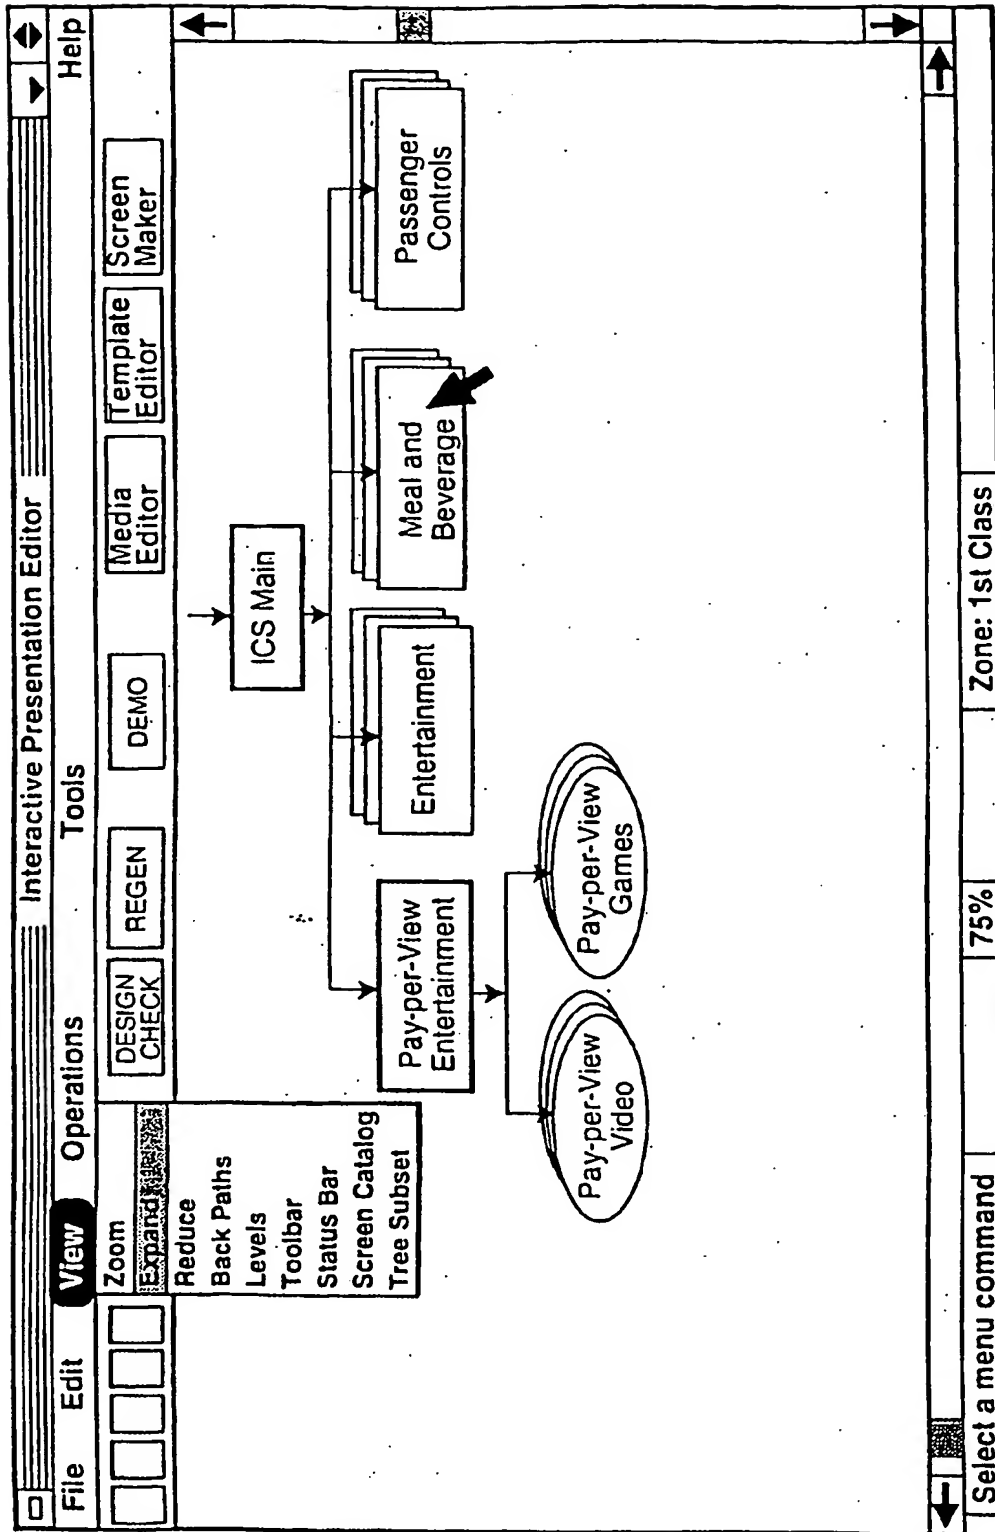 Interactive Presentation Editor
File Edit View Operations Tools Help
DESIGN
CHECK
REGEN
DEMO
Media
Editor
Template
Editor
Screen
Maker
Zoom
Expand
Reduce
Back Paths
Levels
Toolbar
Status Bar
Screen Catalog
Tree Subset
ICS Main
Pay-per-View
Entertainment
Entertainment
Meal and
Beverage
Passenger
Controls
Pay-per-View
Video
Pay-per-View
Games
Select a menu command
75%
Zone: 1st Class